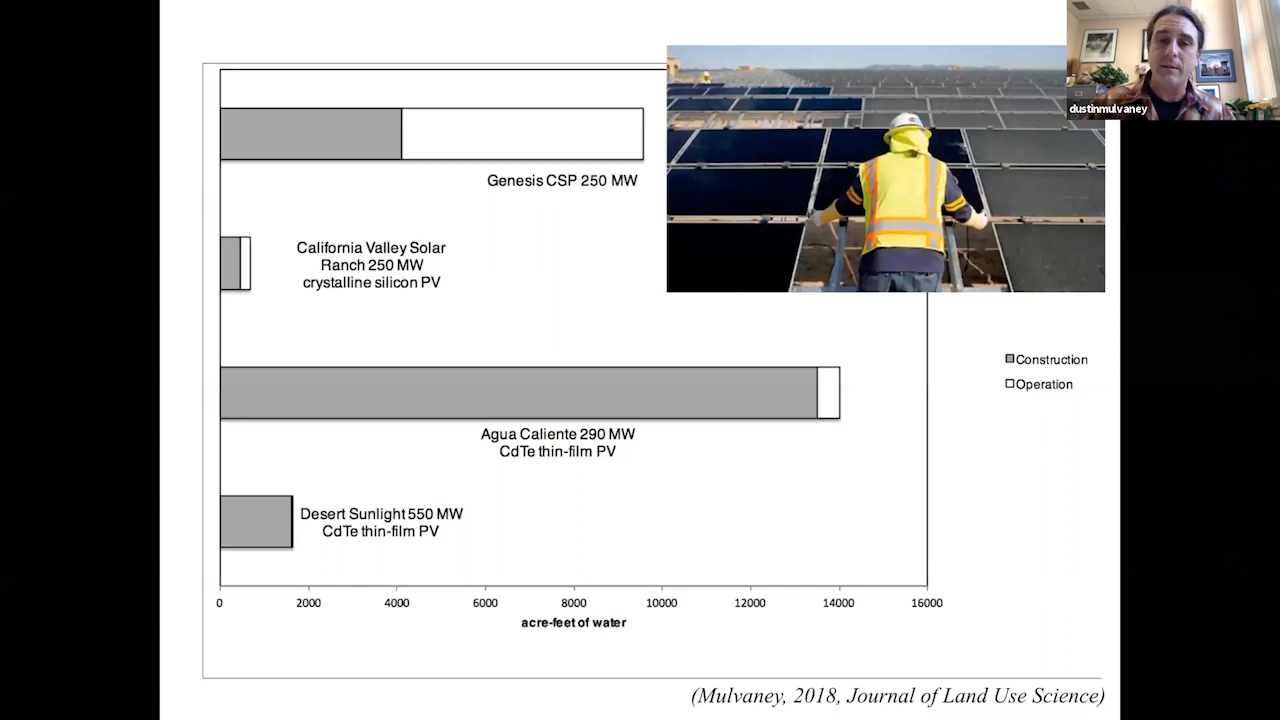 dustinmulvaney
Genesis CSP 250 MW
California Valley Solar
Ranch 250 MW
crystalline silicon PV
Construction
Operation
Agua Caliente 290 MW
CdTe thin-film PV
Desert Sunlight 550 MW
CdTe thin-film PV
0 2000 4000 6000 8000 10000 12000 14000 16000
acre-feet of water
(Mulvaney, 2018, Journal of Land Use Science)